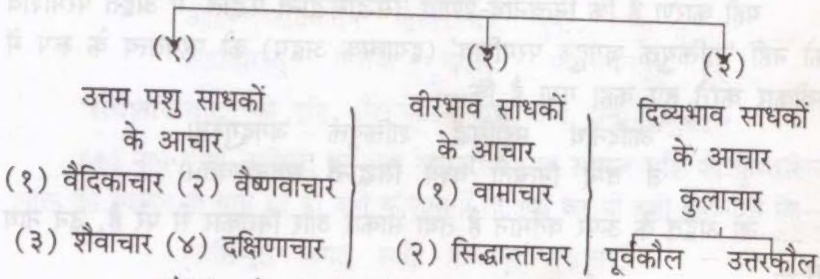 (१) (२) (३)
उत्तम पशु साधकों
के आचार
(१) वैदिकाचार (२) वैष्णवाचार
(३) शैवाचार (४) दक्षिणाचार
वीरभाव साधकों
के आचार
(१) वामाचार
(२) सिद्धान्ताचार
दिव्यभाव साधकों
के आचार
कुलाचार
पूर्वकौल उत्तरकौल